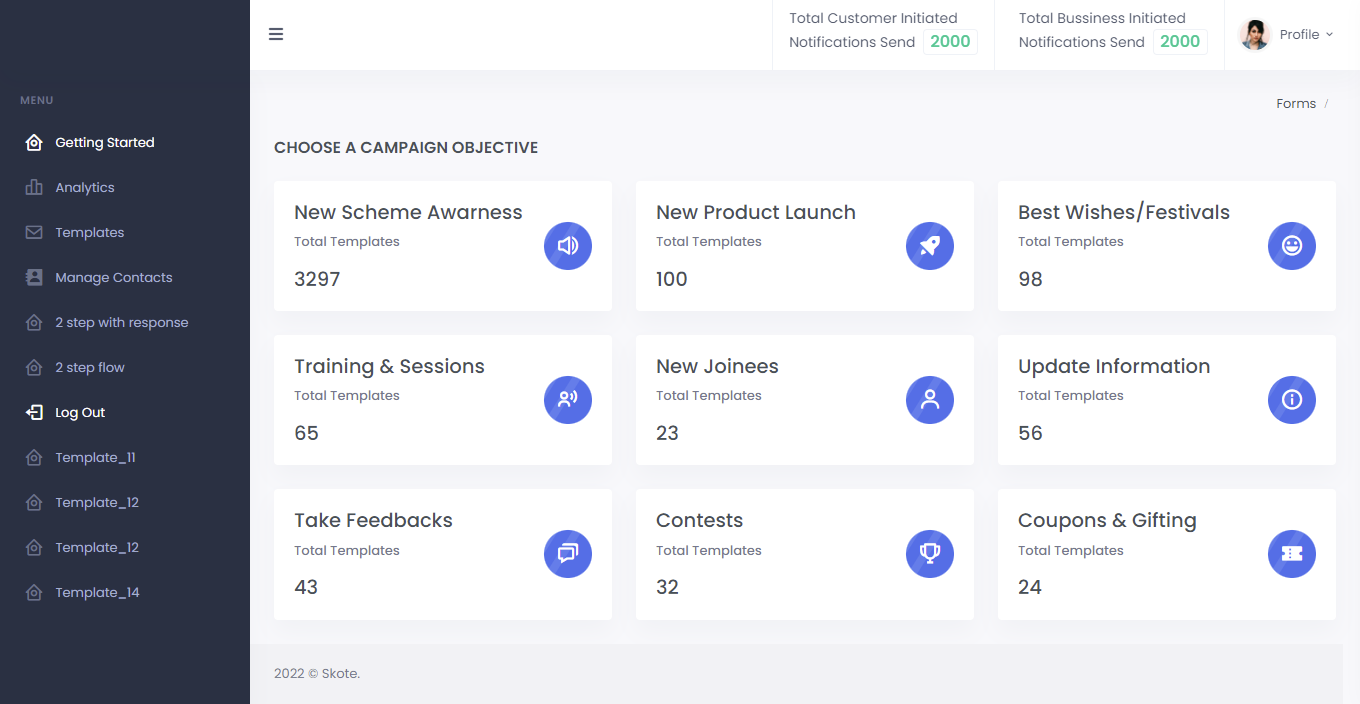 Total Customer Initiated
Notifications Send 2000
Total Bussiness Initiated
Notifications Send 2000
Profile
MENU
Getting Started
Analytics
Templates
Manage Contacts
2 step with response
2 step flow
Log Out
Template_11
Template_12
Template_12
Template_14
Forms /
CHOOSE A CAMPAIGN OBJECTIVE
New Scheme Awarness
Total Templates
3297
New Product Launch
Total Templates
100
Best Wishes/Festivals
Total Templates
98
Training & Sessions
Total Templates
65
New Joinees
Total Templates
23
Update Information
Total Templates
56
Take Feedbacks
Total Templates
43
Contests
Total Templates
32
Coupons & Gifting
Total Templates
24
2022 © Skote.